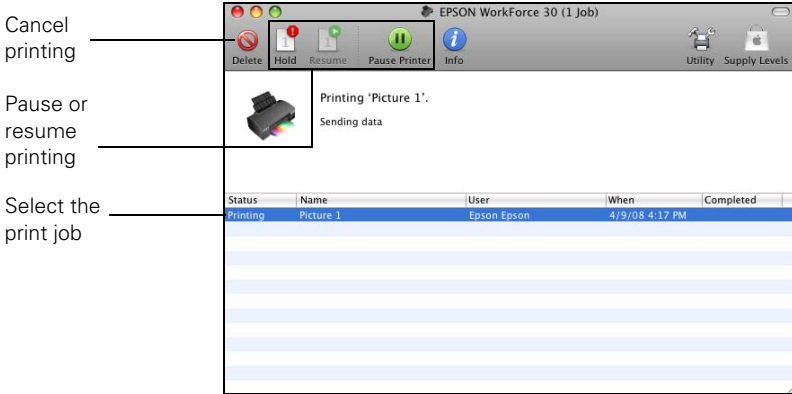 Cancel
printing
Pause or
resume
printing
Select the
print job
EPSON WorkForce 30 (1 Job)
Delete Hold Resume Pause Printer Info Utility Supply Levels
Printing ‘Picture 1’.
Sending data
Status Name User When Completed
Printing Picture 1 Epson Epson 4/9/08 4:17 PM